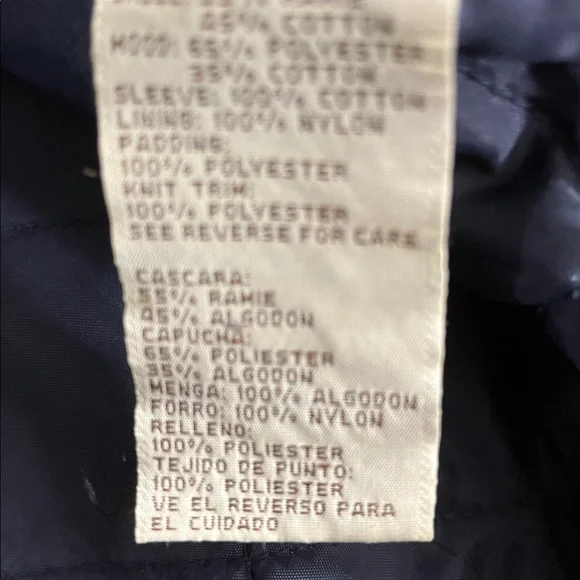 45% COTTON
HOOD: 65% POLYESTER
35% COTTON
SLEEVE: 100% COTTON
LINING: 100% NYLON
PADDING:
100% POLYESTER
KNIT TRIM:
100% POLYESTER
SEE REVERSE FOR CARE
CASCARA:
55% RAMIE
45% ALGODON
CAPUCHA:
65% POLIESTER
35% ALGODON
MENGA: 100% ALGODON
FORRO: 100% NYLON
RELLENO:
100% POLIESTER
TEJIDO DE PUNTO:
100% POLIESTER
VE EL REVERSO PARA
EL CUIDADO